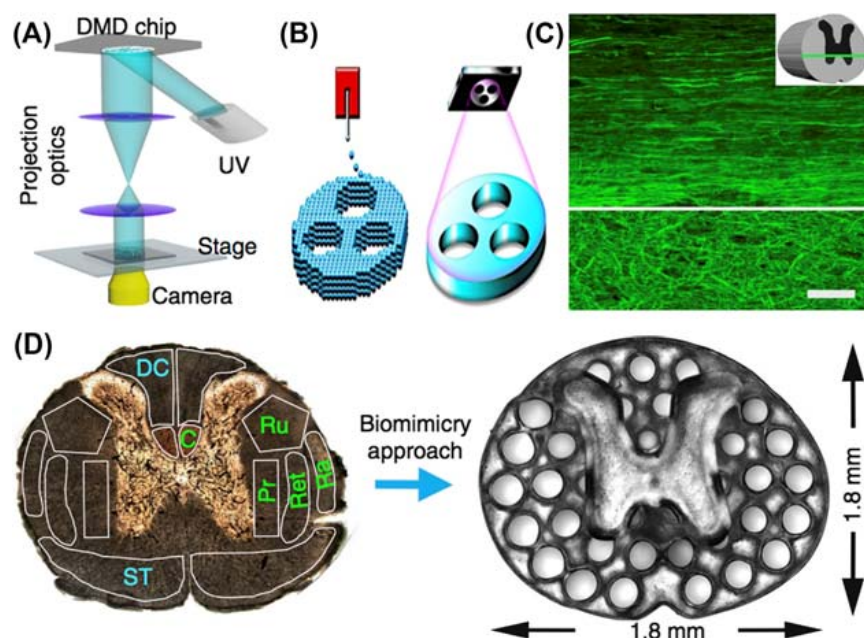 (A)
DMD chip
Projection
optics
UV
Stage
Camera
(B)
(C)
(D)
DC
C
Ru
Pr
Ret
Ra
ST
Biomimicry
approach
1.8 mm
1.8 mm